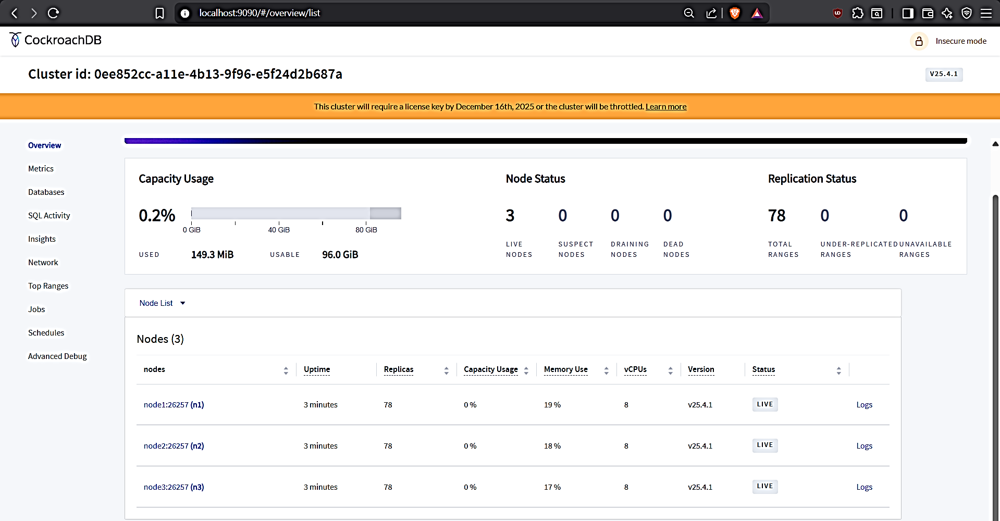 localhost:9090/#/overview/list
CockroachDB
Insecure mode
Cluster id: 0ee852cc-a11e-4b13-9f96-e5f24d2b687a
V25.4.1
This cluster will require a license key by December 16th, 2025 or the cluster will be throttled. Learn more
Overview
Metrics
Databases
SQL Activity
Insights
Network
Top Ranges
Jobs
Schedules
Advanced Debug
Capacity Usage
0.2%
0 GiB 40 GiB 80 GiB
USED 149.3 MiB USABLE 96.0 GiB
Node Status
3 0 0 0
LIVE NODES
SUSPECT NODES
DRAINING NODES
DEAD NODES
Replication Status
78 0 0
TOTAL RANGES
UNDER-REPLICATED RANGES
UNAVAILABLE RANGES
Node List
Nodes (3)
nodes Uptime Replicas Capacity Usage Memory Use vCPUs Version Status
node1:26257 (n1) 3 minutes 78 0 % 19 % 8 v25.4.1 LIVE Logs
node2:26257 (n2) 3 minutes 78 0 % 18 % 8 v25.4.1 LIVE Logs
node3:26257 (n3) 3 minutes 78 0 % 17 % 8 v25.4.1 LIVE Logs